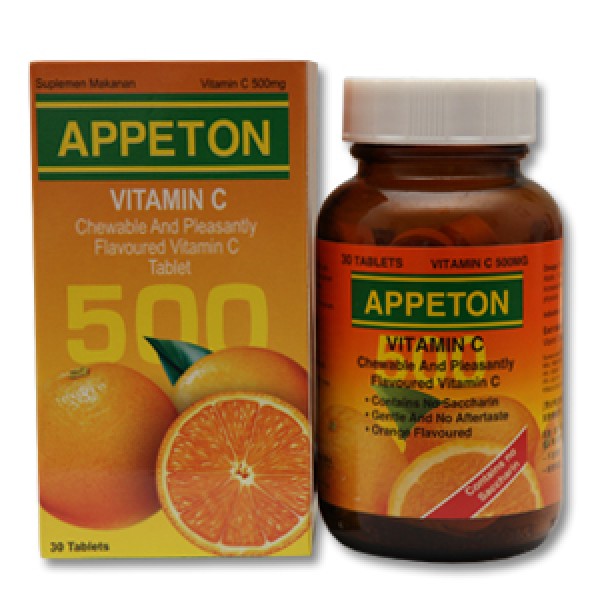 Suplemen Makanan Vitamin C 500mg
APPETON
VITAMIN C
Chewable And Pleasantly
Flavoured Vitamin C
Tablet
500
30 Tablets
30 TABLETS VITAMIN C 500MG
APPETON
500
VITAMIN C
Chewable And Pleasantly
Flavoured Vitamin C
• Contains No Saccharin
• Gentle And No Aftertaste
• Orange Flavoured
Contains no
Saccharin